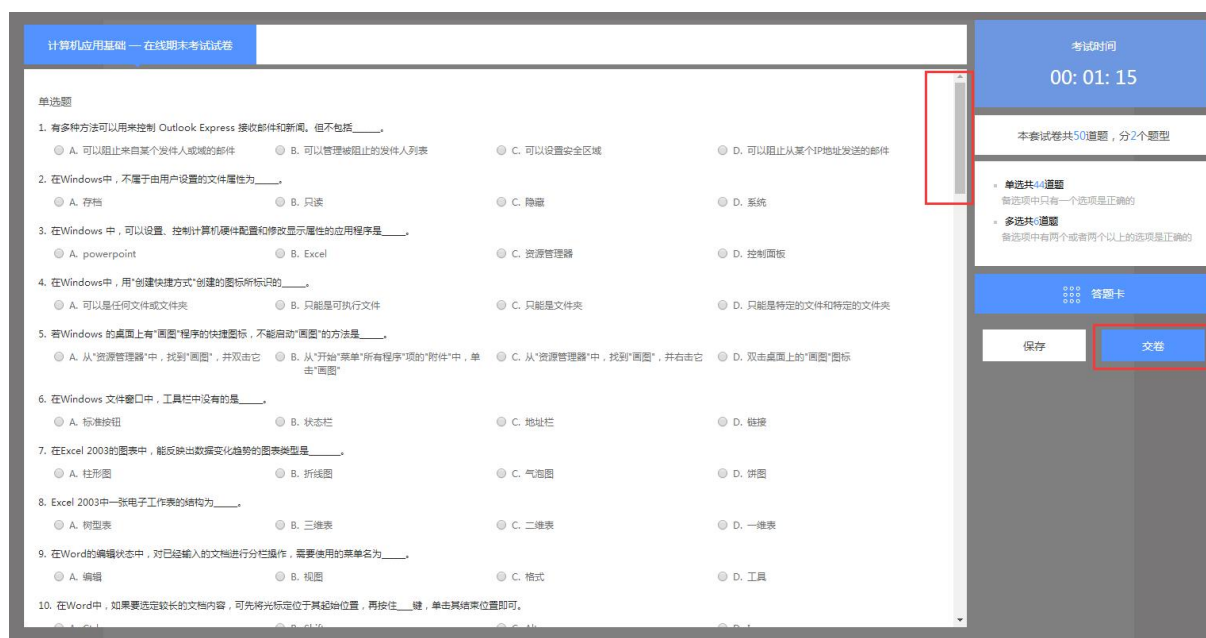 计算机应用基础 — 在线期末考试试卷
单选题
1. 有多种方法可以用来控制 Outlook Express 接收邮件和新闻。但不包括_____。
A. 可以阻止来自某个发件人或域的邮件 B. 可以管理被阻止的发件人列表 C. 可以设置安全区域 D. 可以阻止从某个IP地址发送的邮件
2. 在Windows中，不属于由用户设置的文件属性为____。
A. 存档 B. 只读 C. 隐藏 D. 系统
3. 在Windows 中，可以设置、控制计算机硬件配置和修改显示属性的应用程序是____。
A. powerpoint B. Excel C. 资源管理器 D. 控制面板
4. 在Windows中，用"创建快捷方式"创建的图标所标识的____。
A. 可以是任何文件或文件夹 B. 只能是可执行文件 C. 只能是文件夹 D. 只能是特定的文件和特定的文件夹
5. 若Windows 的桌面上有"画图"程序的快捷图标，不能启动"画图"的方法是____。
A. 从"资源管理器"中，找到"画图"，并双击它 B. 从"开始"菜单"所有程序"项的"附件"中，单 C. 从"资源管理器"中，找到"画图"，并右击它 D. 双击桌面上的"画图"图标
击"画图"
6. 在Windows 文件窗口中，工具栏中没有的是____。
A. 标准按钮 B. 状态栏 C. 地址栏 D. 链接
7. 在Excel 2003的图表中，能反映出数据变化趋势的图表类型是______。
A. 柱形图 B. 折线图 C. 气泡图 D. 饼图
8. Excel 2003中一张电子工作表的结构为____。
A. 树型表 B. 三维表 C. 二维表 D. 一维表
9. 在Word的编辑状态中，对已经输入的文档进行分栏操作，需要使用的菜单名为____。
A. 编辑 B. 视图 C. 格式 D. 工具
10. 在Word中，如果要选定较长的文档内容，可先将光标定位于其起始位置，再按住___键，单击其结束位置即可。
考试时间
00: 01: 15
本套试卷共50道题，分2个题型
单选共44道题
备选项中只有一个选项是正确的
多选共6道题
备选项中有两个或者两个以上的选项是正确的
答题卡
保存 交卷